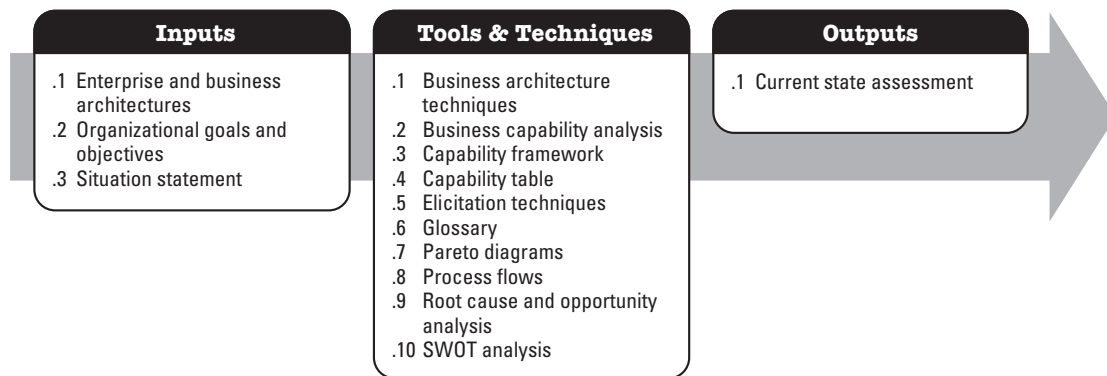 Inputs
.1 Enterprise and business
architectures
.2 Organizational goals and
objectives
.3 Situation statement
Tools & Techniques
.1 Business architecture
techniques
.2 Business capability analysis
.3 Capability framework
.4 Capability table
.5 Elicitation techniques
.6 Glossary
.7 Pareto diagrams
.8 Process flows
.9 Root cause and opportunity
analysis
.10 SWOT analysis
Outputs
.1 Current state assessment